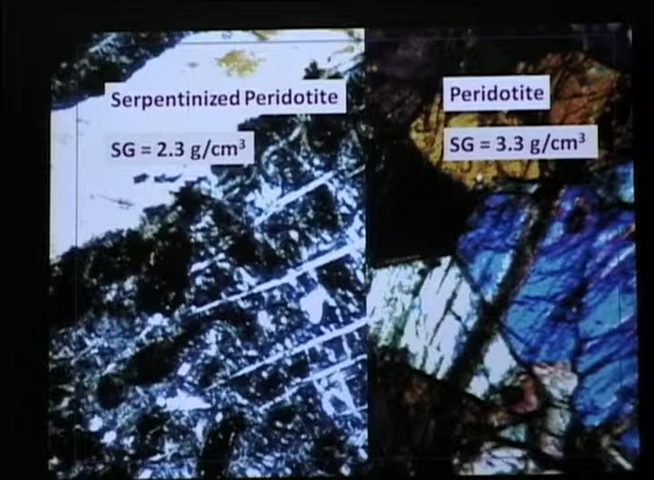 Serpentinized Peridotite
SG = 2.3 g/cm³
Peridotite
SG = 3.3 g/cm³